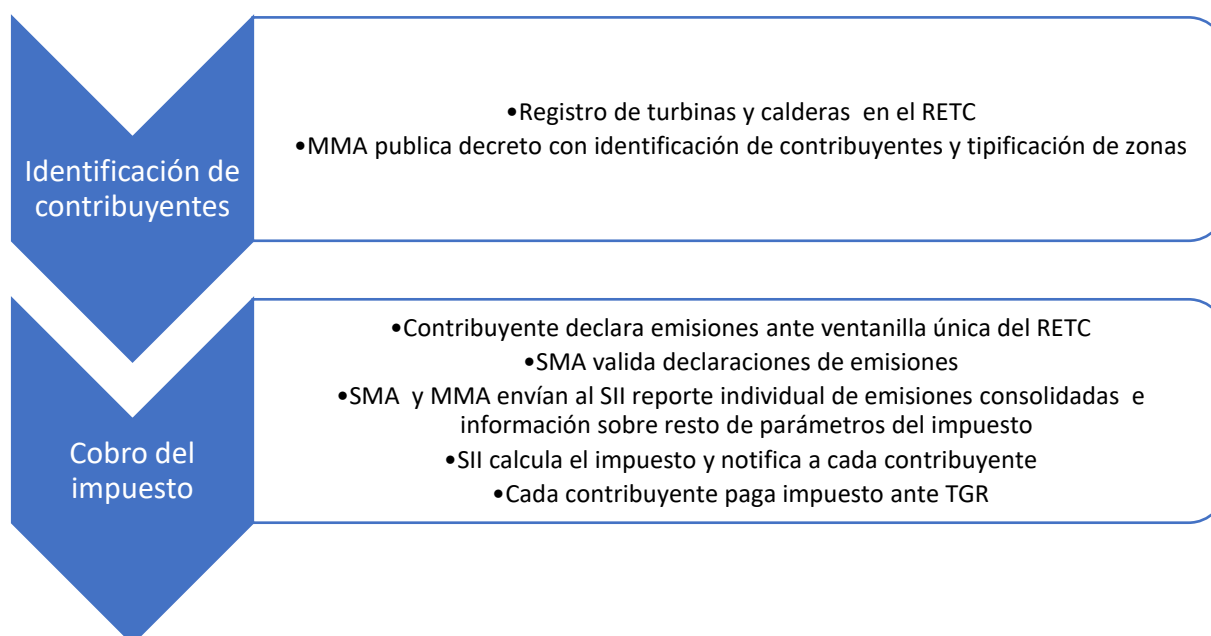 Identificación de
contribuyentes
•Registro de turbinas y calderas en el RETC
•MMA publica decreto con identificación de contribuyentes y tipificación de zonas
Cobro del
impuesto
•Contribuyente declara emisiones ante ventanilla única del RETC
•SMA valida declaraciones de emisiones
•SMA y MMA envían al SII reporte individual de emisiones consolidadas e
información sobre resto de parámetros del impuesto
•SII calcula el impuesto y notifica a cada contribuyente
•Cada contribuyente paga impuesto ante TGR